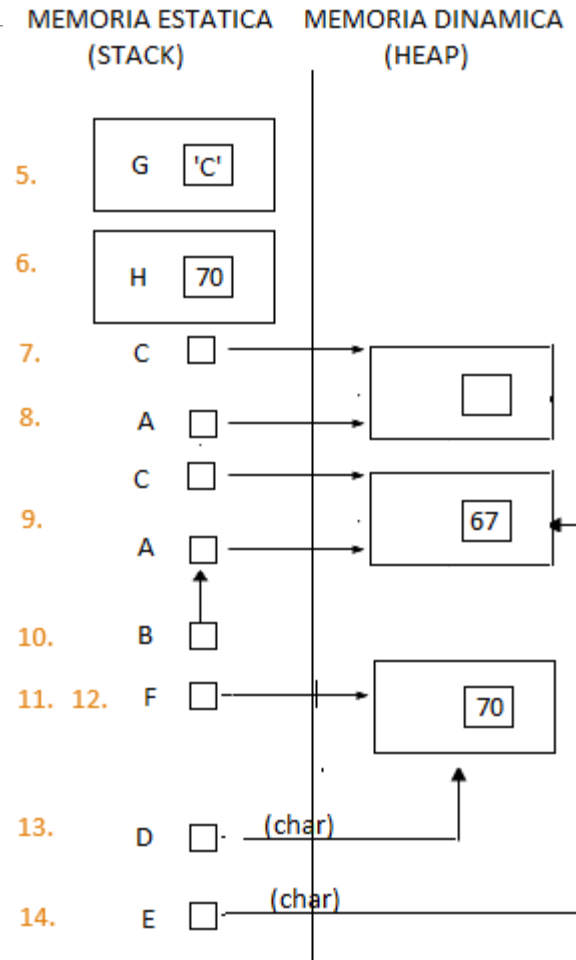 MEMORIA ESTATICA MEMORIA DINAMICA
(STACK) (HEAP)
5. G 'C'
6. H 70
7. C
8. A
C
9. 67
A
10. B
11. 12. F 70
13. D (char)
14. E (char)